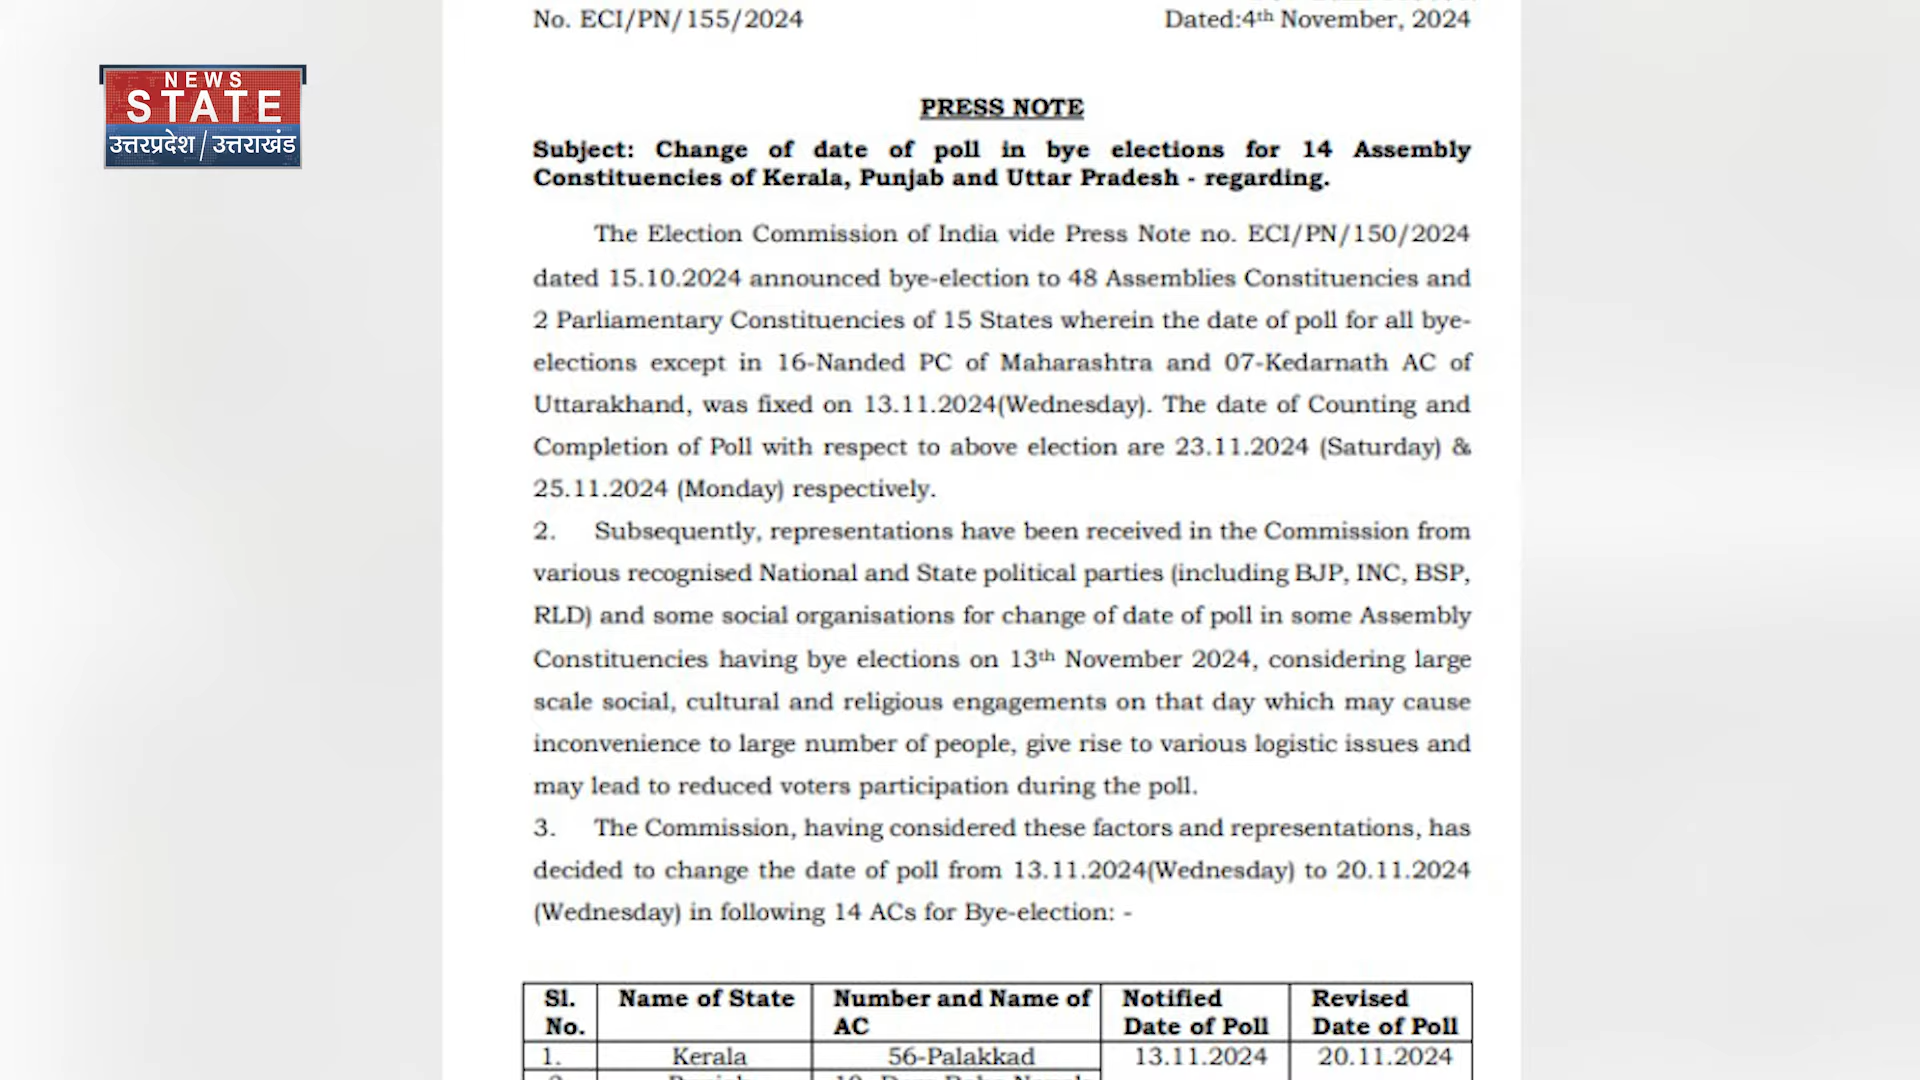 No. ECI/PN/155/2024 Dated:4th November, 2024
NEWS
STATE
उत्तरप्रदेश / उत्तराखंड
PRESS NOTE
Subject: Change of date of poll in bye elections for 14 Assembly
Constituencies of Kerala, Punjab and Uttar Pradesh - regarding.
The Election Commission of India vide Press Note no. ECI/PN/150/2024
dated 15.10.2024 announced bye-election to 48 Assemblies Constituencies and
2 Parliamentary Constituencies of 15 States wherein the date of poll for all bye-
elections except in 16-Nanded PC of Maharashtra and 07-Kedarnath AC of
Uttarakhand, was fixed on 13.11.2024(Wednesday). The date of Counting and
Completion of Poll with respect to above election are 23.11.2024 (Saturday) &
25.11.2024 (Monday) respectively.
2. Subsequently, representations have been received in the Commission from
various recognised National and State political parties (including BJP, INC, BSP,
RLD) and some social organisations for change of date of poll in some Assembly
Constituencies having bye elections on 13th November 2024, considering large
scale social, cultural and religious engagements on that day which may cause
inconvenience to large number of people, give rise to various logistic issues and
may lead to reduced voters participation during the poll.
3. The Commission, having considered these factors and representations, has
decided to change the date of poll from 13.11.2024(Wednesday) to 20.11.2024
(Wednesday) in following 14 ACs for Bye-election: -
Sl. Name of State Number and Name of Notified Revised
No. AC Date of Poll Date of Poll
1. Kerala 56-Palakkad 13.11.2024 20.11.2024